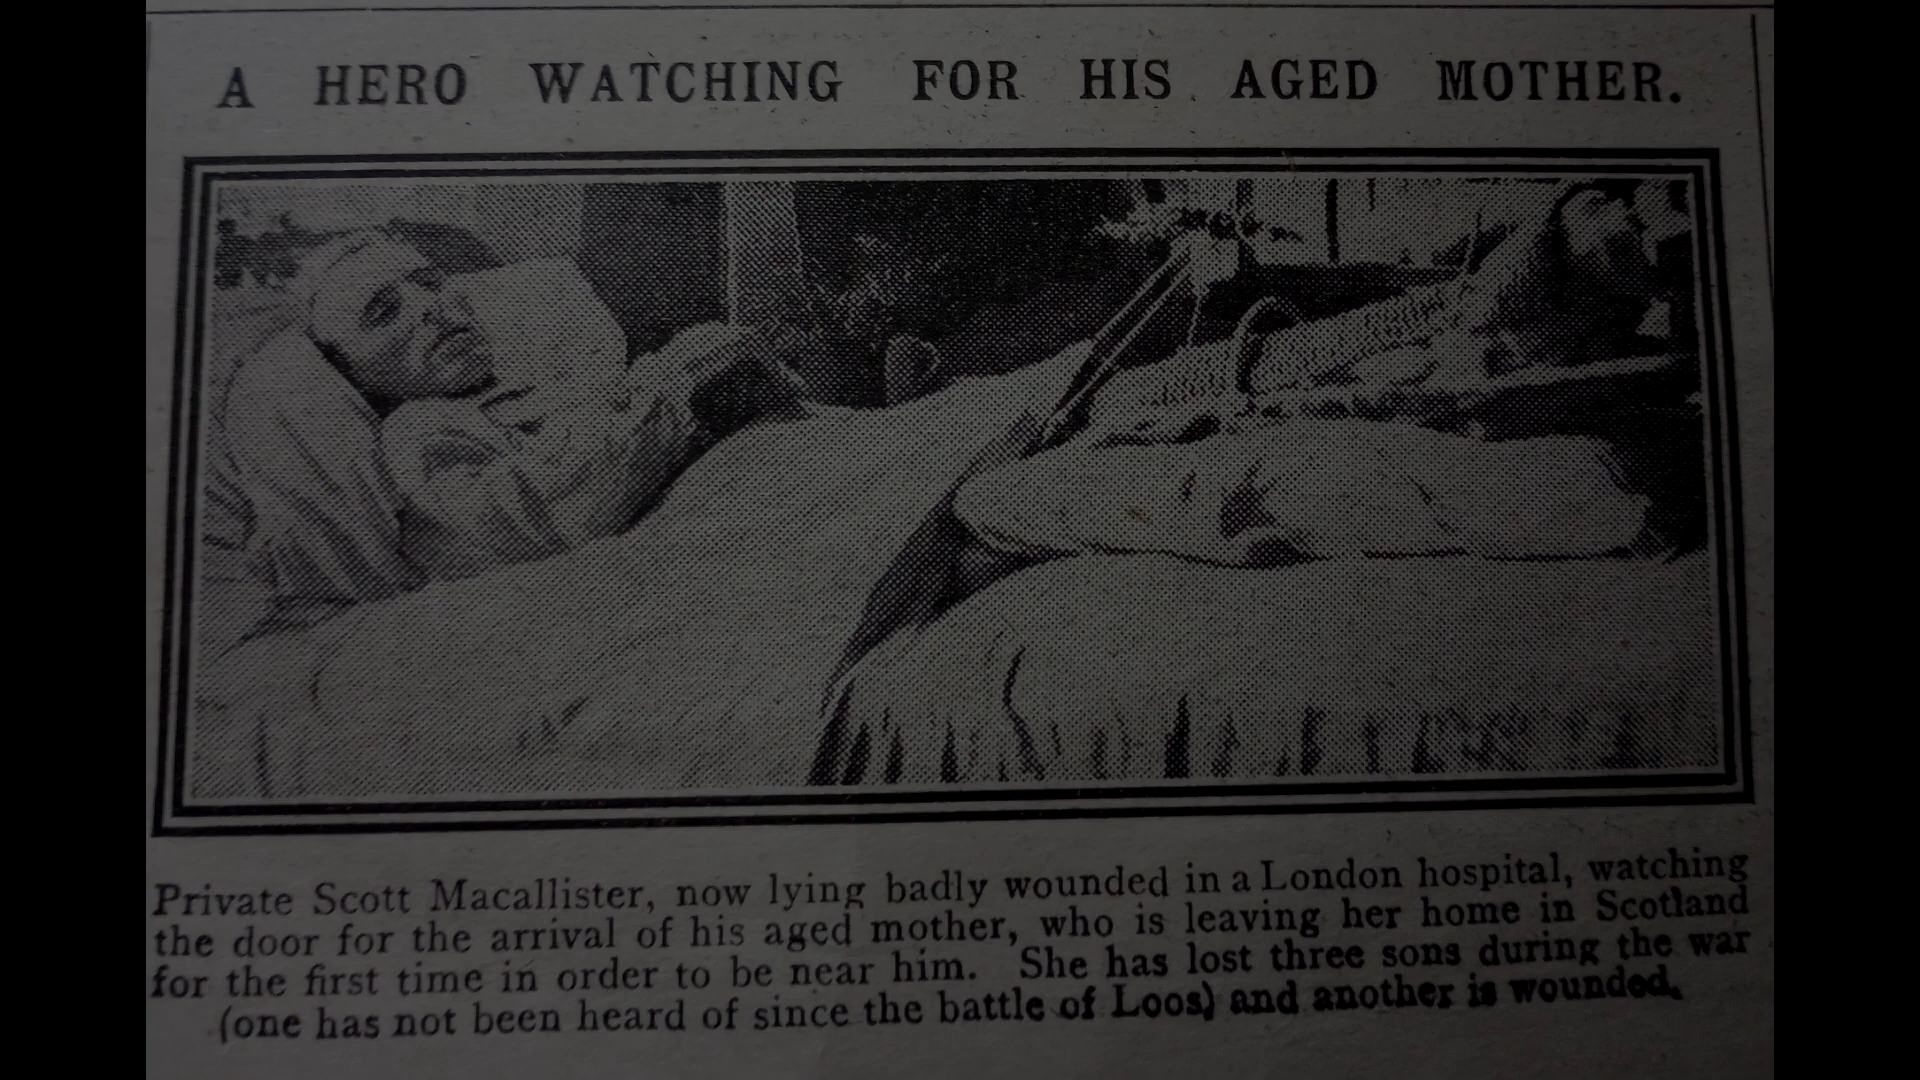 A HERO WATCHING FOR HIS AGED MOTHER.
Private Scott Macallister, now lying badly wounded in a London hospital, watching
the door for the arrival of his aged mother, who is leaving her home in Scotland
for the first time in order to be near him. She has lost three sons during the war
(one has not been heard of since the battle of Loos) and another is wounded.